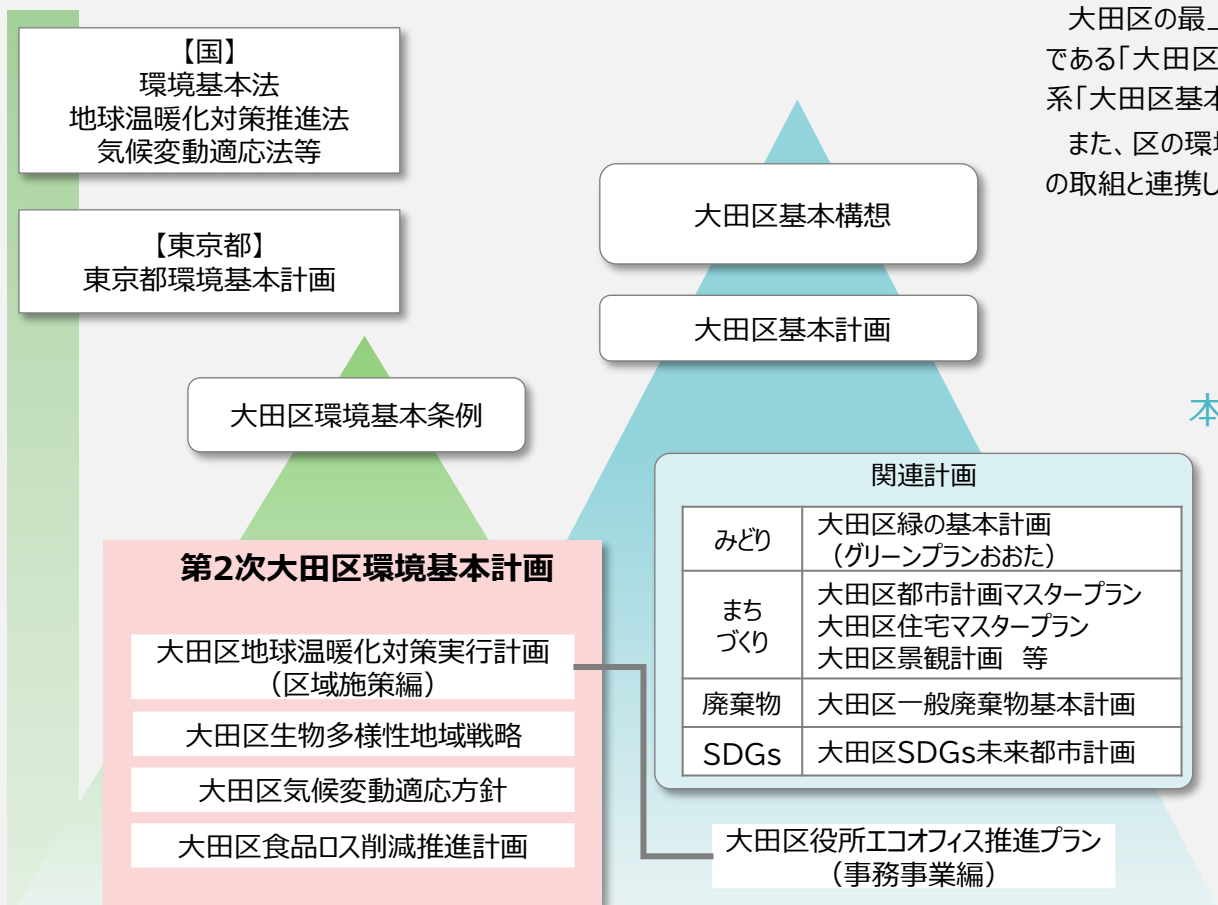 【国】
環境基本法
地球温暖化対策推進法
気候変動適応法等
【東京都】
東京都環境基本計画
大田区環境基本条例
第2次大田区環境基本計画
大田区地球温暖化対策実行計画
（区域施策編）
大田区生物多様性地域戦略
大田区気候変動適応方針
大田区食品ロス削減推進計画
大田区基本構想
大田区基本計画
関連計画
みどり
大田区緑の基本計画
（グリーンプランおおた）
まち
づくり
大田区都市計画マスタープラン
大田区住宅マスタープラン
大田区景観計画　等
廃棄物
大田区一般廃棄物基本計画
SDGs
大田区SDGs未来都市計画
大田区役所エコオフィス推進プラン
（事務事業編）
大田区の最
である「大田区
系「大田区基本
また、区の環
の取組と連携し
本